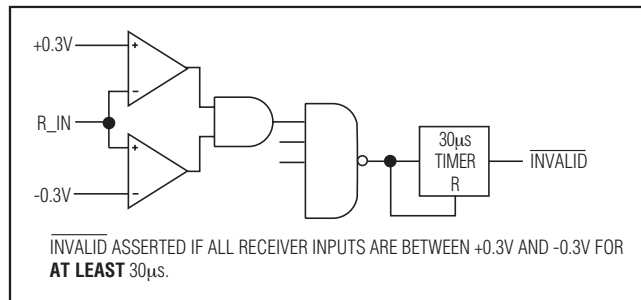 +0.3V
+
-
R_IN
+
-
-0.3V
30µs
TIMER
R
INVALID
INVALID ASSERTED IF ALL RECEIVER INPUTS ARE BETWEEN +0.3V AND -0.3V FOR
AT LEAST 30µs.